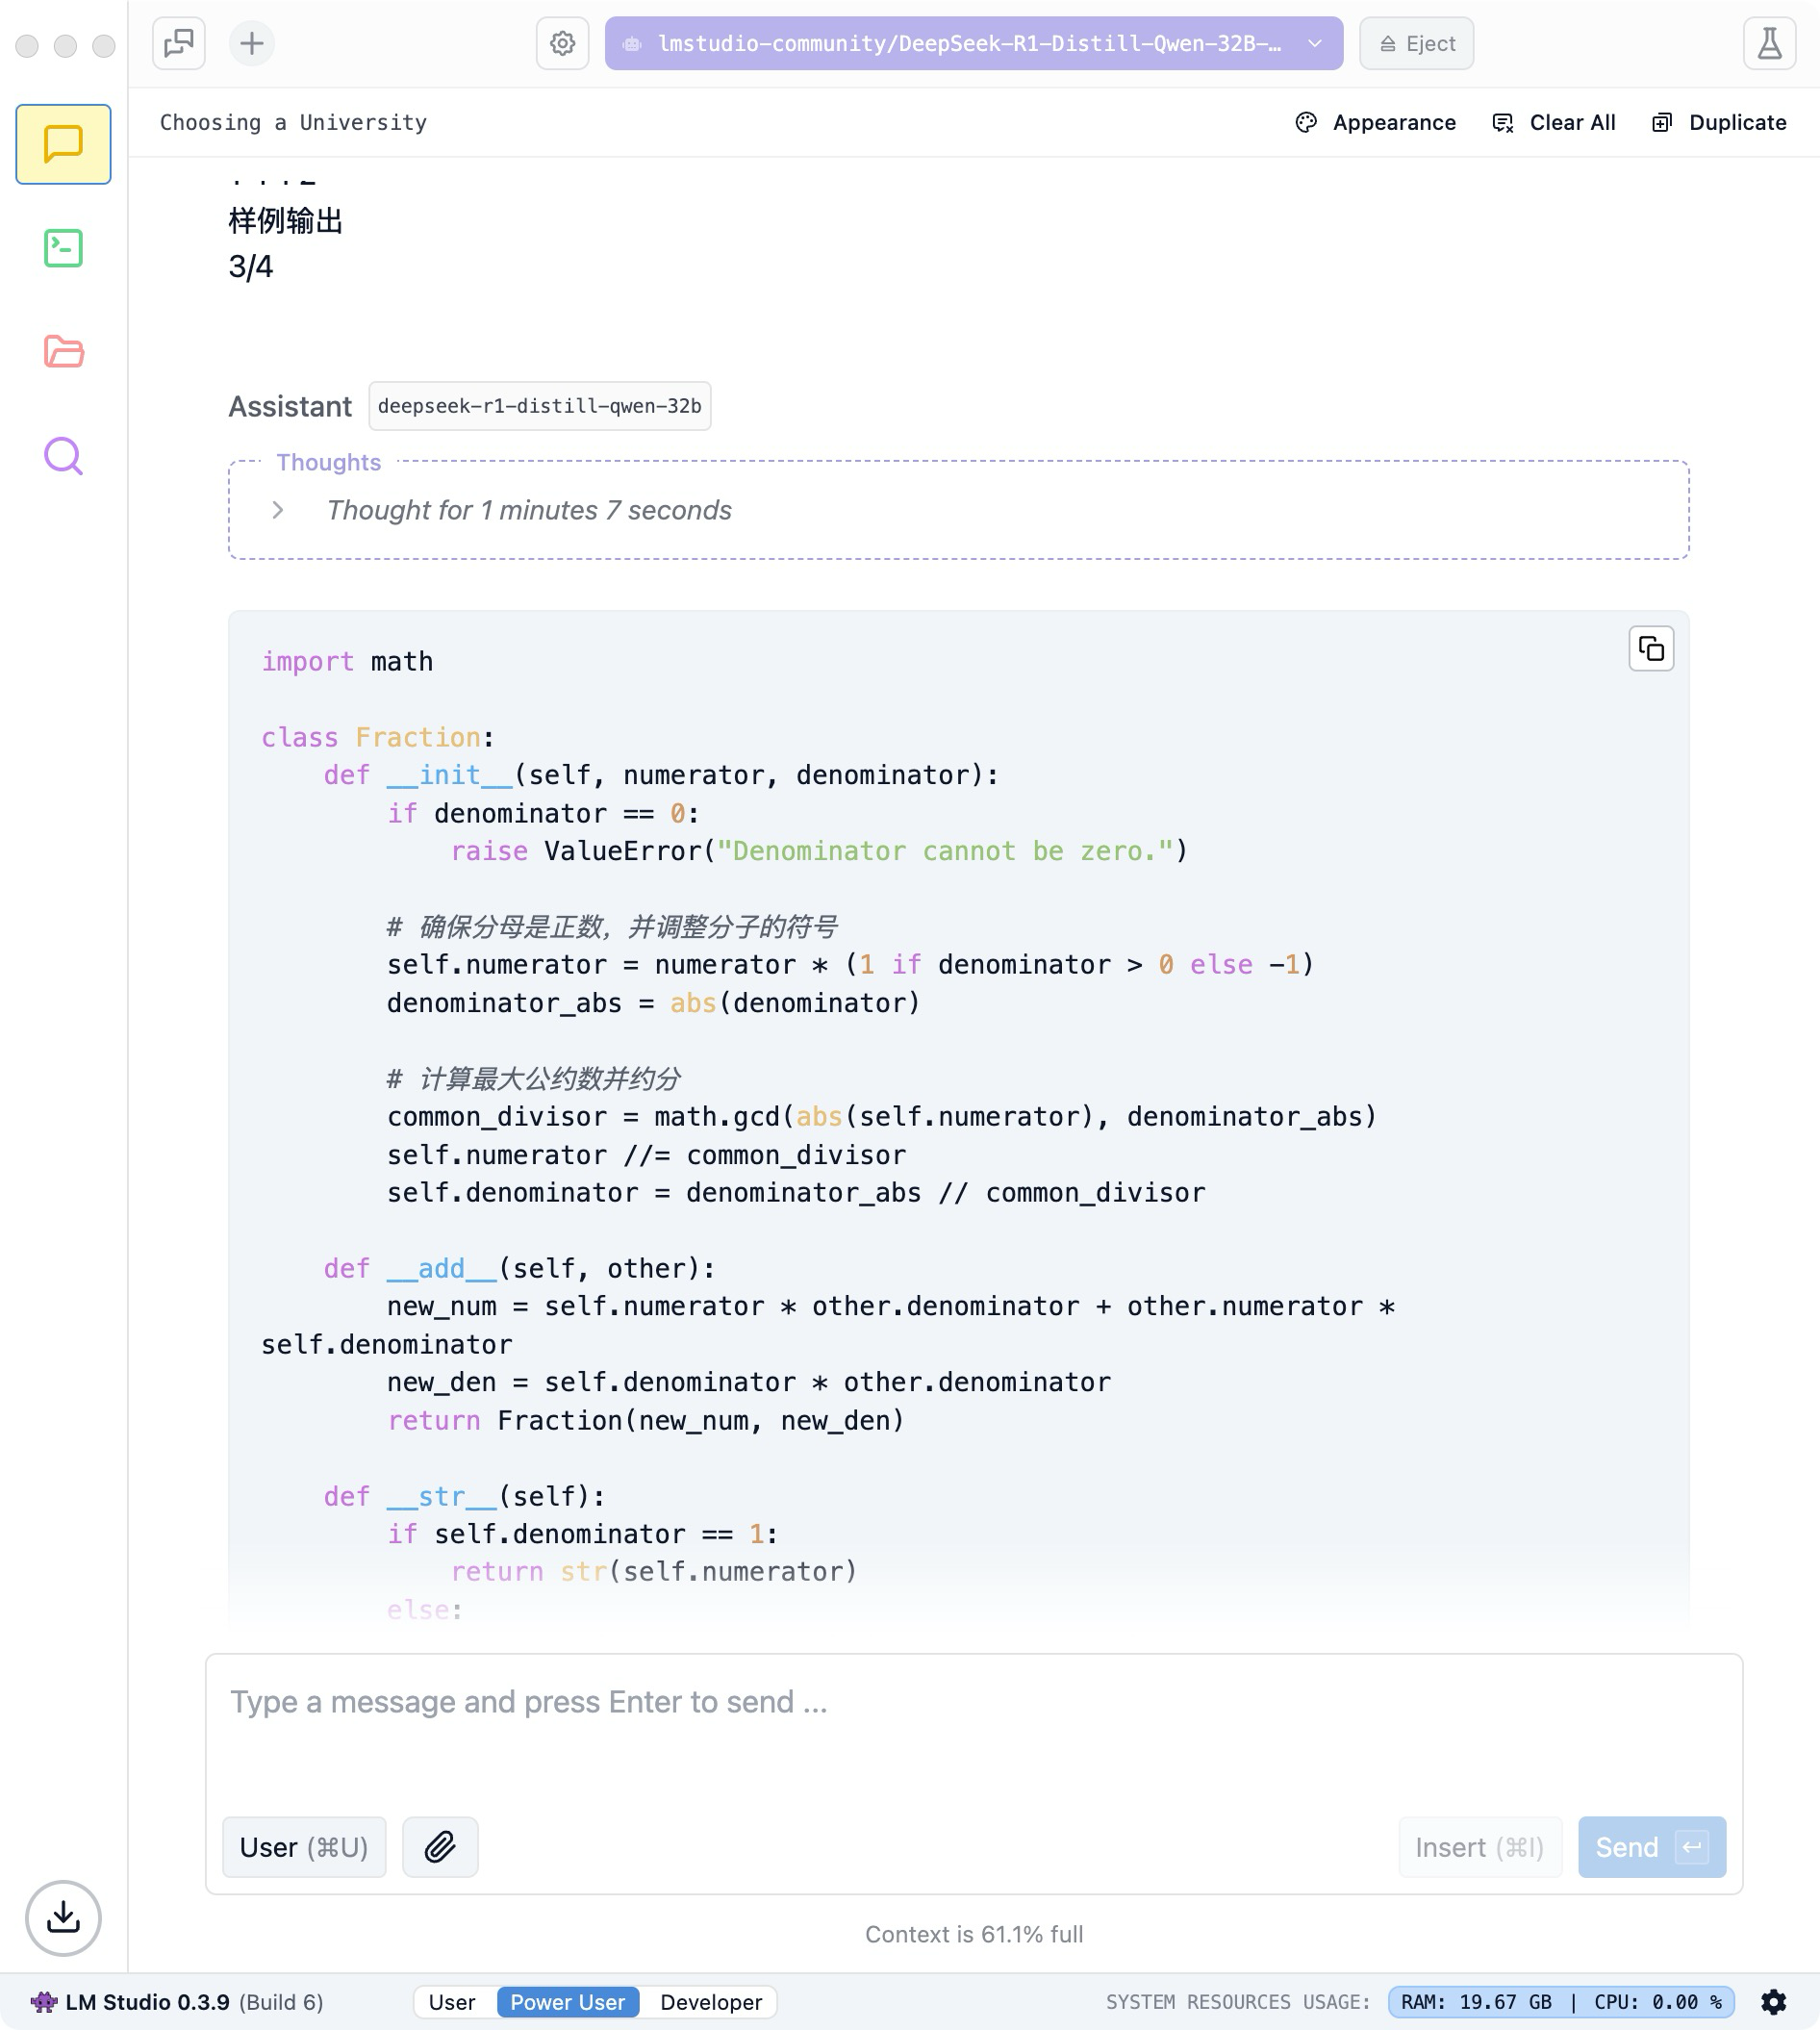 lmstudio-community/DeepSeek-R1-Distill-Qwen-32B-…
Eject
Choosing a University
Appearance
Clear All
Duplicate
样例输出
3/4
Assistant deepseek-r1-distill-qwen-32b
Thoughts
Thought for 1 minutes 7 seconds
import math
class Fraction:
def __init__(self, numerator, denominator):
if denominator == 0:
raise ValueError("Denominator cannot be zero.")
# 确保分母是正数，并调整分子的符号
self.numerator = numerator * (1 if denominator > 0 else -1)
denominator_abs = abs(denominator)
# 计算最大公约数并约分
common_divisor = math.gcd(abs(self.numerator), denominator_abs)
self.numerator //= common_divisor
self.denominator = denominator_abs // common_divisor
def __add__(self, other):
new_num = self.numerator * other.denominator + other.numerator *
self.denominator
new_den = self.denominator * other.denominator
return Fraction(new_num, new_den)
def __str__(self):
if self.denominator == 1:
return str(self.numerator)
else:
Type a message and press Enter to send ...
User (⌘U)
Insert (⌘I)
Send
Context is 61.1% full
LM Studio 0.3.9 (Build 6)
User
Power User
Developer
SYSTEM RESOURCES USAGE:
RAM: 19.67 GB | CPU: 0.00 %